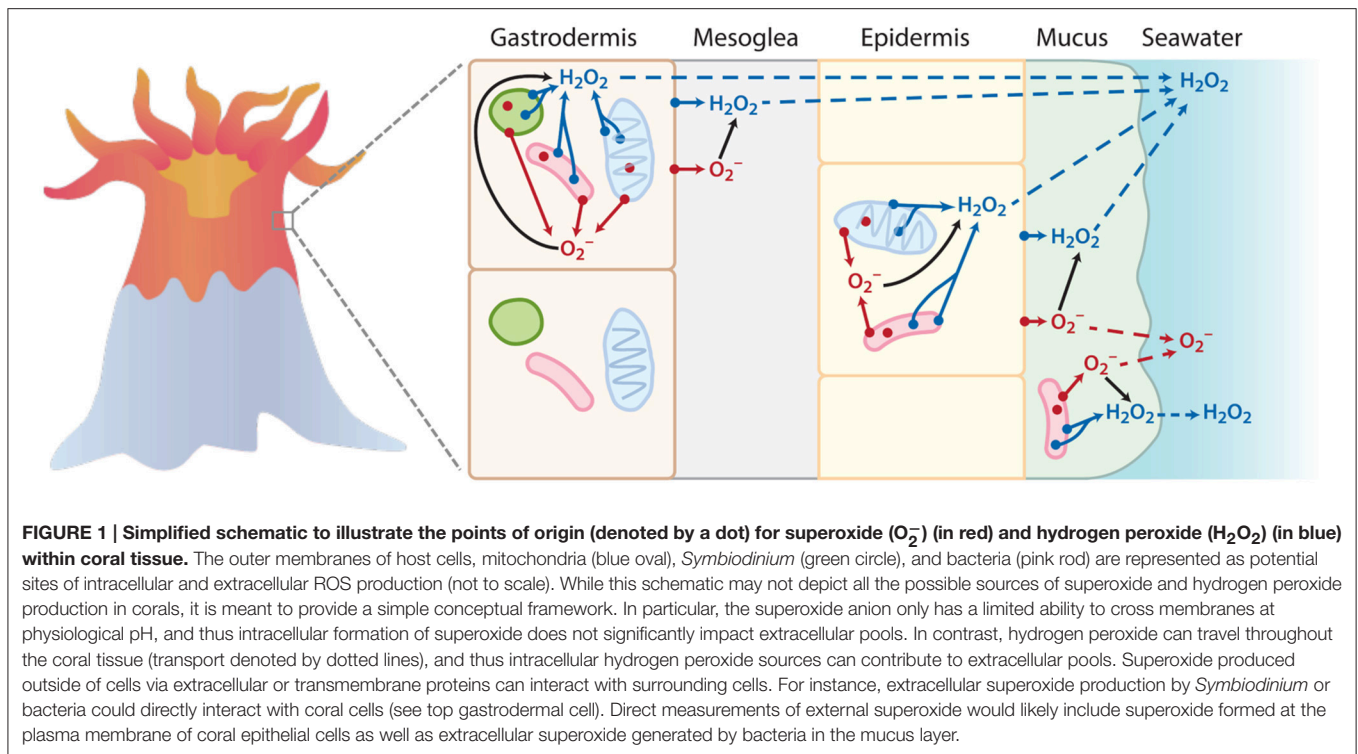 Gastrodermis Mesoglea Epidermis Mucus Seawater
H₂O₂
H₂O₂
H₂O₂
O₂⁻
O₂⁻
H₂O₂
H₂O₂
O₂⁻
O₂⁻
O₂⁻
O₂⁻
H₂O₂
H₂O₂
FIGURE 1 | Simplified schematic to illustrate the points of origin (denoted by a dot) for superoxide (O₂⁻) (in red) and hydrogen peroxide (H₂O₂) (in blue)
within coral tissue. The outer membranes of host cells, mitochondria (blue oval), Symbiodinium (green circle), and bacteria (pink rod) are represented as potential
sites of intracellular and extracellular ROS production (not to scale). While this schematic may not depict all the possible sources of superoxide and hydrogen peroxide
production in corals, it is meant to provide a simple conceptual framework. In particular, the superoxide anion only has a limited ability to cross membranes at
physiological pH, and thus intracellular formation of superoxide does not significantly impact extracellular pools. In contrast, hydrogen peroxide can travel throughout
the coral tissue (transport denoted by dotted lines), and thus intracellular hydrogen peroxide sources can contribute to extracellular pools. Superoxide produced
outside of cells via extracellular or transmembrane proteins can interact with surrounding cells. For instance, extracellular superoxide production by Symbiodinium or
bacteria could directly interact with coral cells (see top gastrodermal cell). Direct measurements of external superoxide would likely include superoxide formed at the
plasma membrane of coral epithelial cells as well as extracellular superoxide generated by bacteria in the mucus layer.